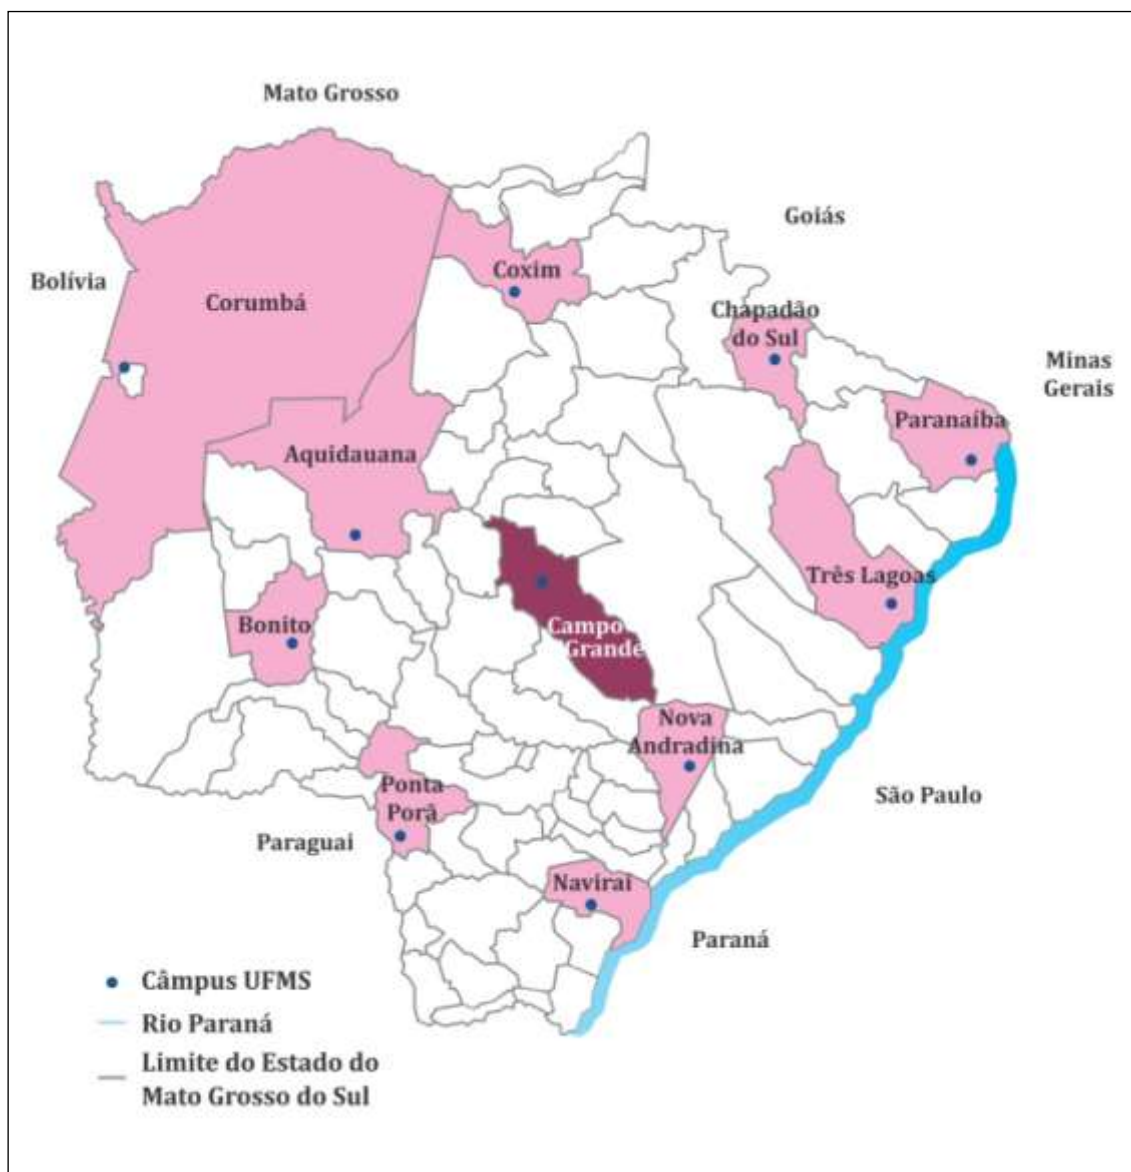 Mato Grosso
Goiás
Bolívia
Coxim
Corumbá
Chapadão
do Sul
Minas
Gerais
Paranaíba
Aquidauana
Três Lagoas
Bonito
Campo
Grande
Nova
Andradina
Ponta
Porã
São Paulo
Paraguai
Navirai
Paraná
Câmpus UFMS
Rio Paraná
Limite do Estado do
Mato Grosso do Sul